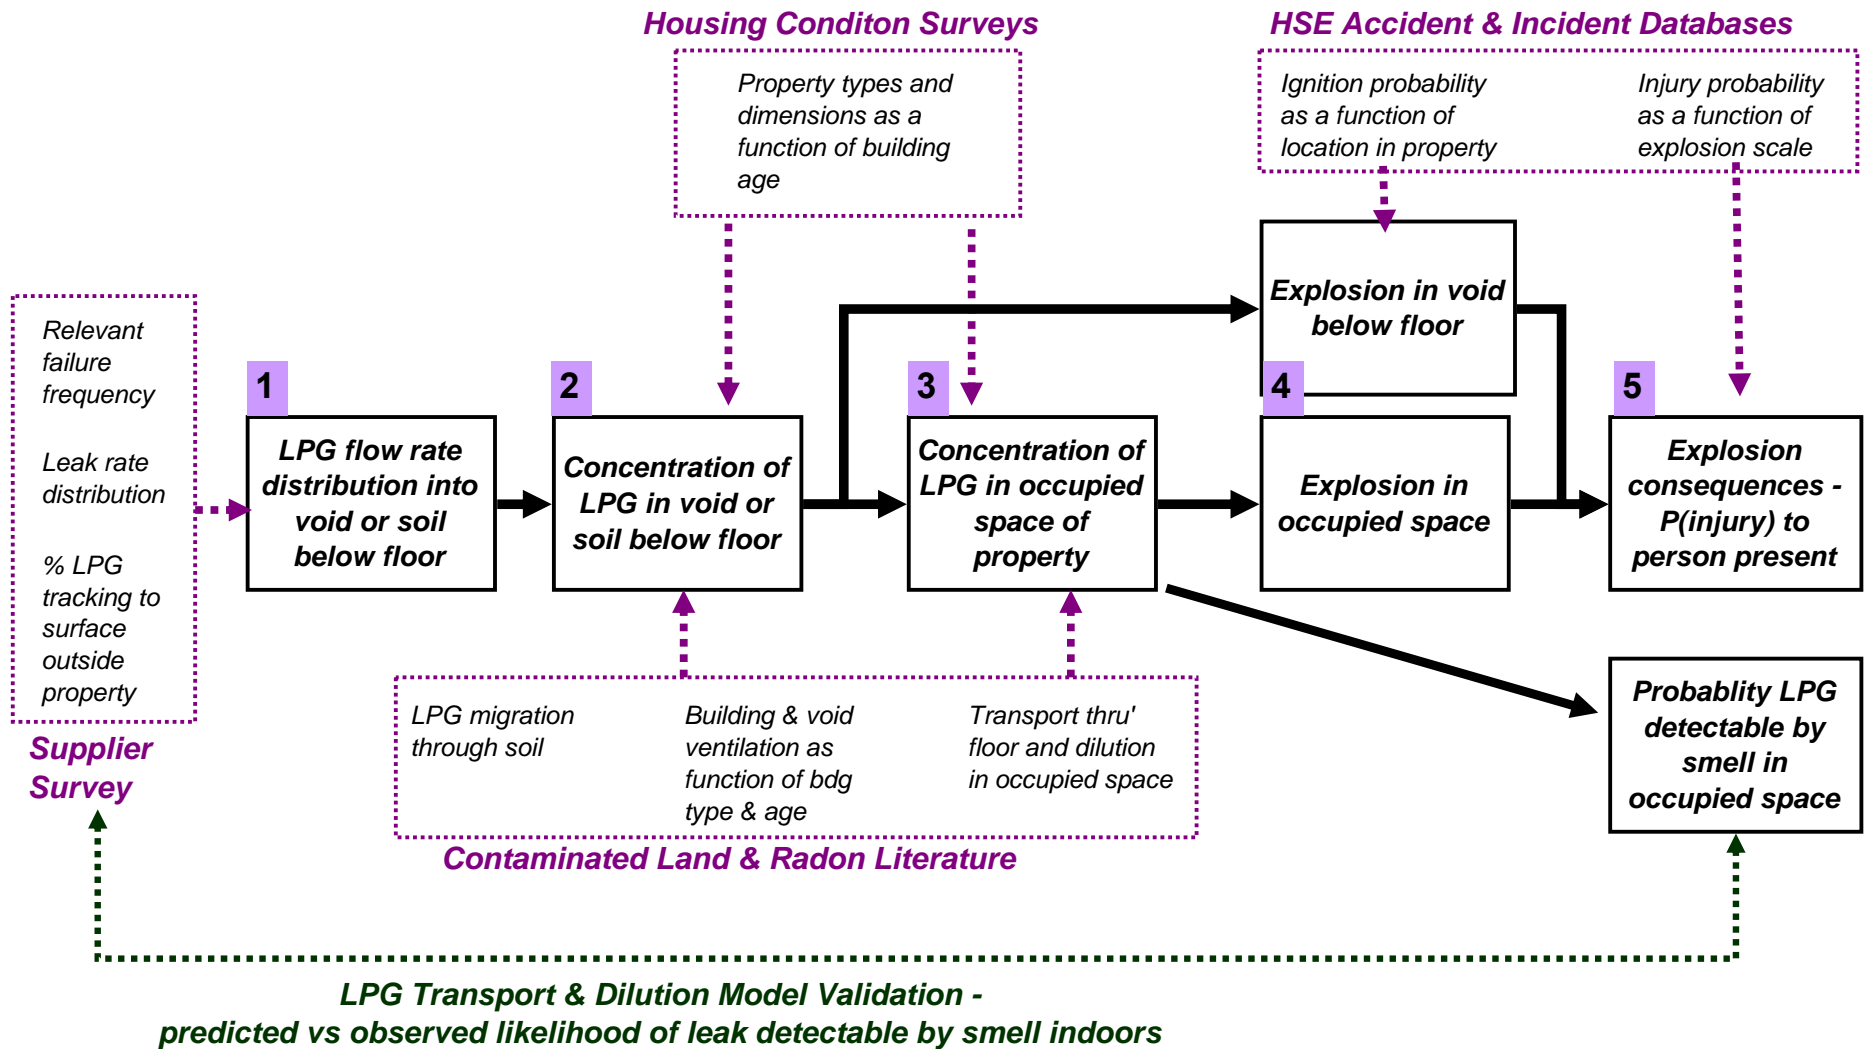 Housing Conditon Surveys
HSE Accident & Incident Databases
Property types and
dimensions as a
function of building
age
Ignition probability
as a function of
location in property
Injury probability
as a function of
explosion scale
Relevant
failure
frequency
Leak rate
distribution
% LPG
tracking to
surface
outside
property
Supplier
Survey
1
LPG flow rate
distribution into
void or soil
below floor
2
Concentration of
LPG in void or
soil below floor
3
Concentration of
LPG in occupied
space of
property
Explosion in void
below floor
4
Explosion in
occupied space
5
Explosion
consequences -
P(injury) to
person present
Probablity LPG
detectable by
smell in
occupied space
LPG migration
through soil
Building & void
ventilation as
function of bdg
type & age
Transport thru'
floor and dilution
in occupied space
Contaminated Land & Radon Literature
LPG Transport & Dilution Model Validation -
predicted vs observed likelihood of leak detectable by smell indoors